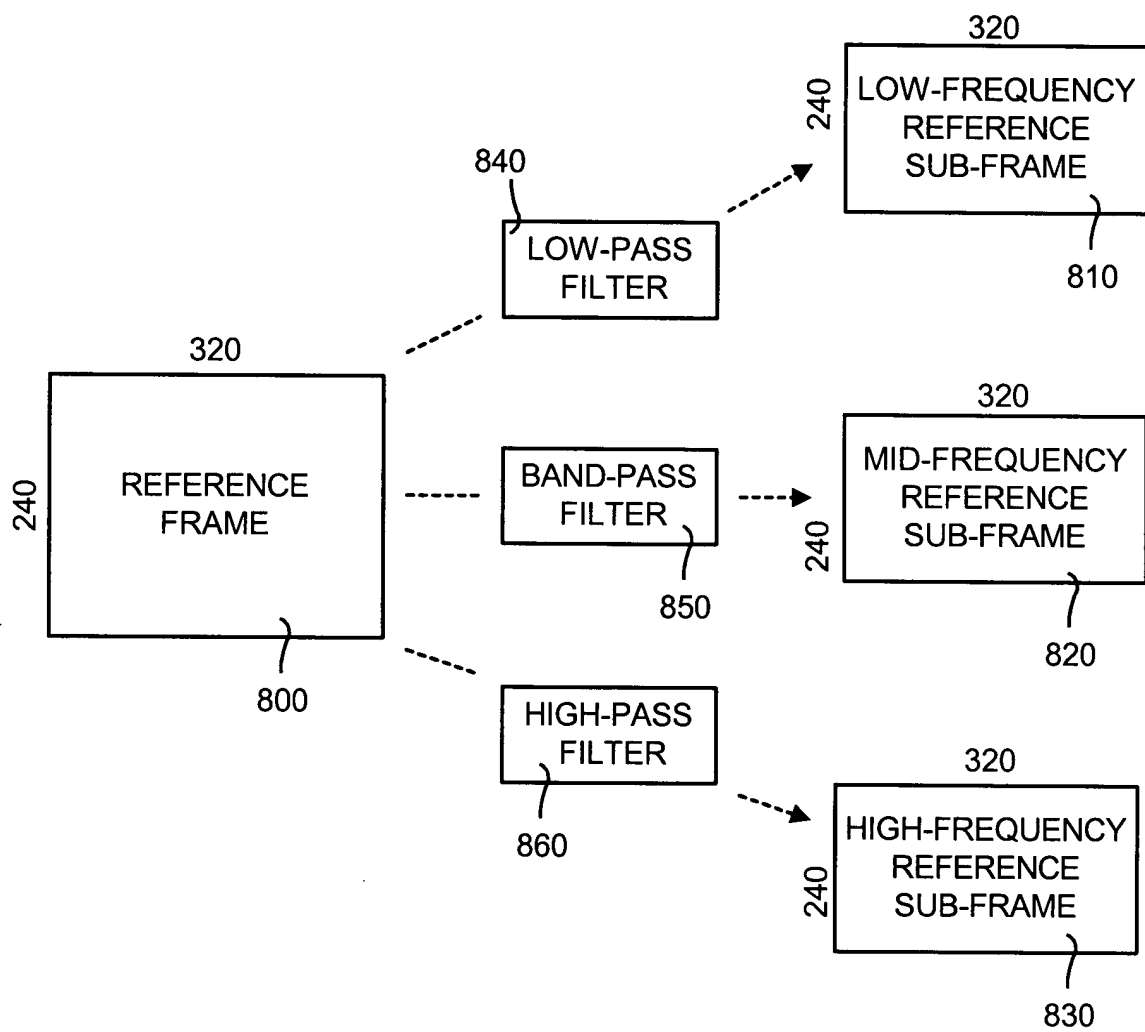 320
240
LOW-FREQUENCY
REFERENCE
SUB-FRAME
810
840
LOW-PASS
FILTER
320
240
REFERENCE
FRAME
800
BAND-PASS
FILTER
850
320
240
MID-FREQUENCY
REFERENCE
SUB-FRAME
820
HIGH-PASS
FILTER
860
320
240
HIGH-FREQUENCY
REFERENCE
SUB-FRAME
830